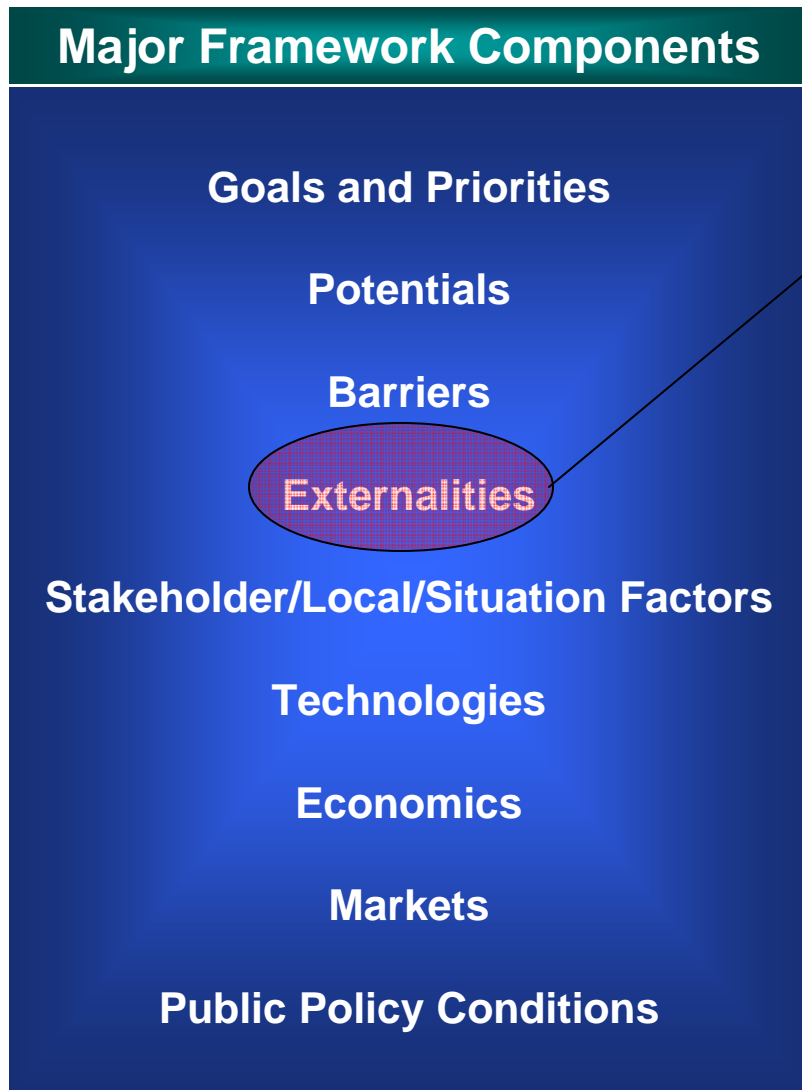 Major Framework Components
Goals and Priorities
Potentials
Barriers
Externalities
Stakeholder/Local/Situation Factors
Technologies
Economics
Markets
Public Policy Conditions